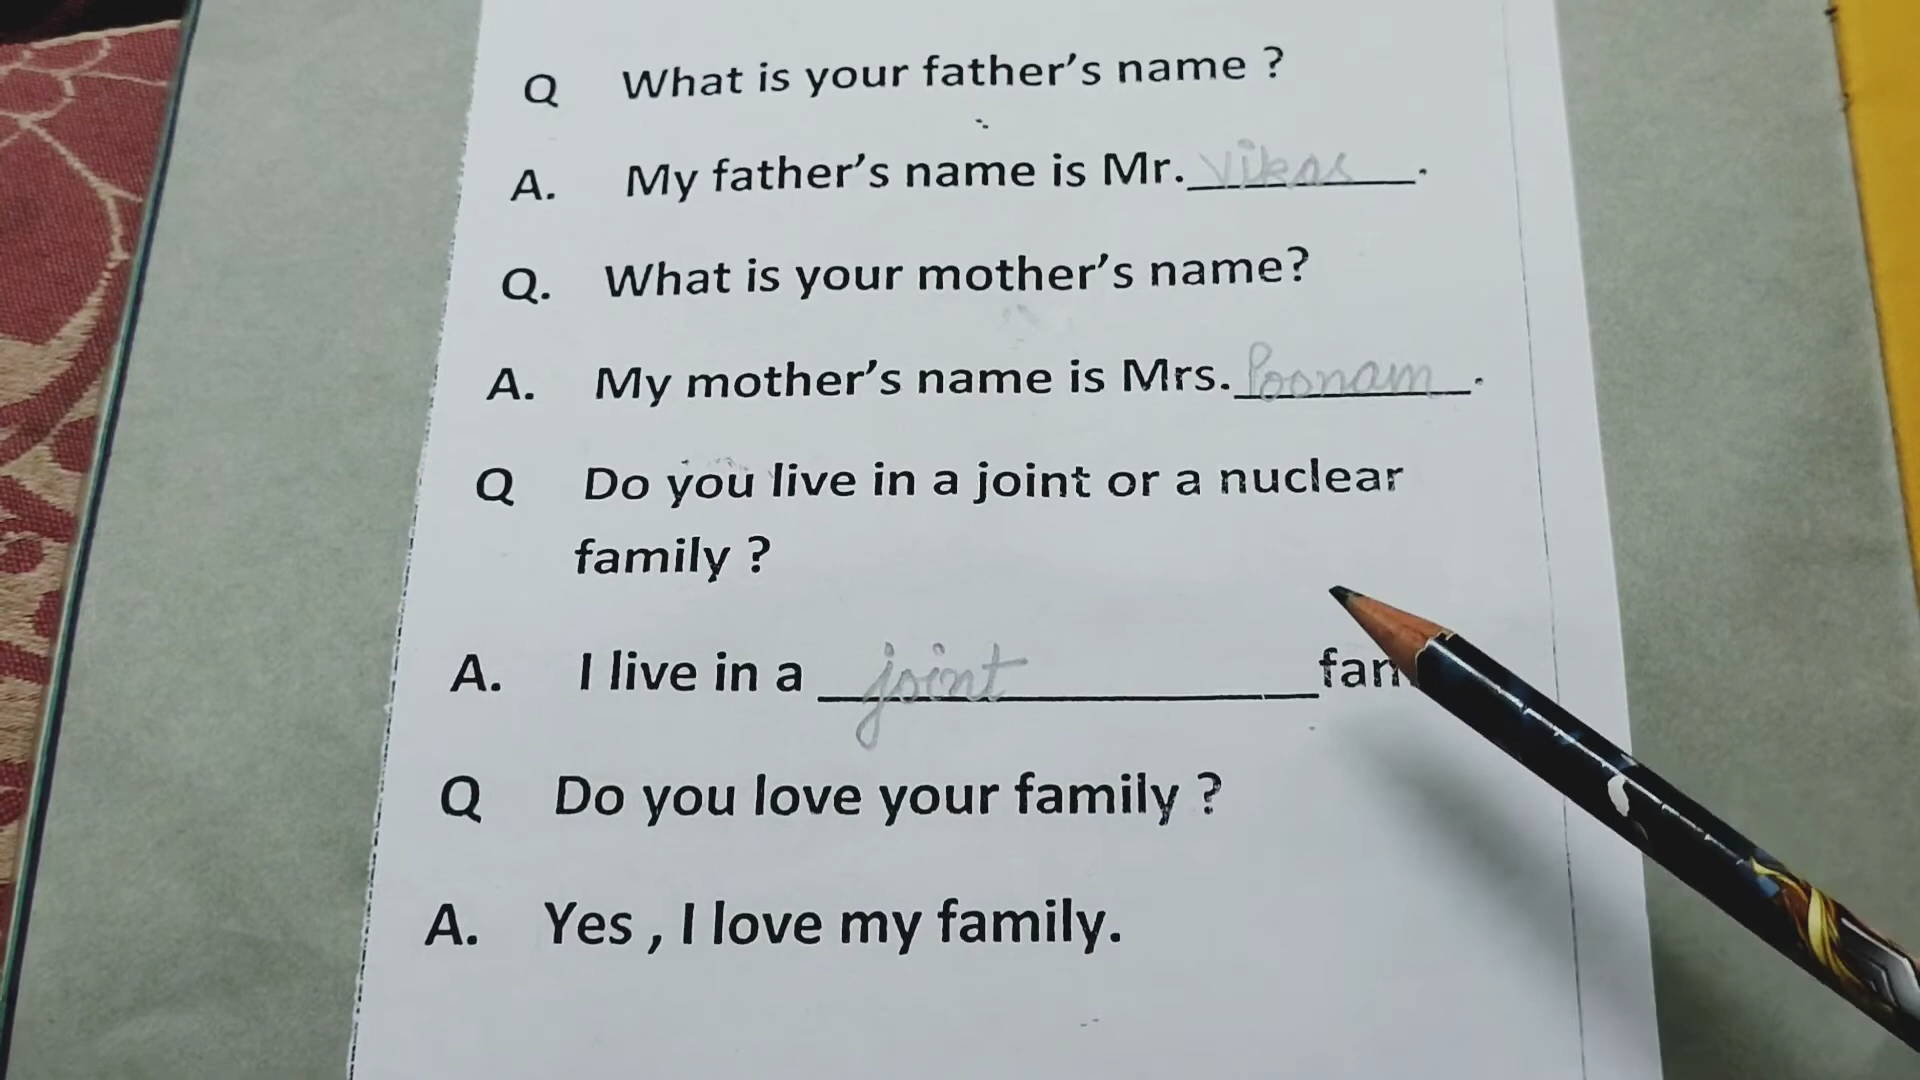 Q What is your father's name ?
A. My father's name is Mr. Vikas.
Q. What is your mother's name?
A. My mother's name is Mrs. Poonam.
Q Do you live in a joint or a nuclear
family ?
A. I live in a joint fam
Q Do you love your family ?
A. Yes , I love my family.